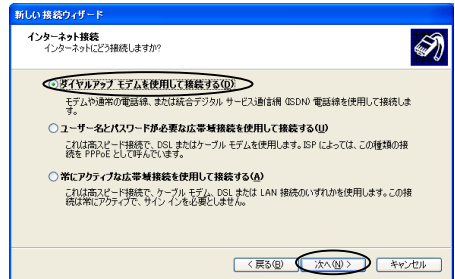 新しい接続ウィザード
インターネット接続
インターネットにどう接続しますか?
ダイヤルアップ モデムを使用して接続する(D)
モデムや通常の電話線、または統合デジタル サービス通信網 (ISDN) 電話線を使用して接続しま
す。
ユーザー名とパスワードが必要な広帯域接続を使用して接続する(U)
これは高スピード接続で、DSL またはケーブル モデムを使用します。ISP によっては、この種類の接
続を PPPoE として呼んでいます。
常にアクティブな広帯域接続を使用して接続する(A)
これは高スピード接続で、ケーブル モデム、DSL または LAN 接続のいずれかを使用します。この接
続は常にアクティブで、サイン インを必要としません。
< 戻る(B) 次へ(N) > キャンセル